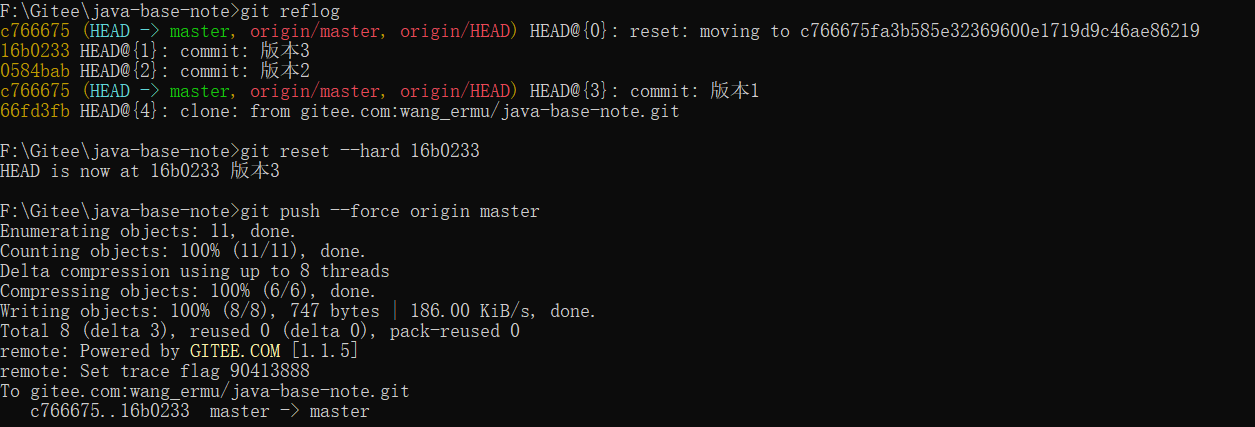 F:\Gitee\java-base-note>git reflog
c766675 (HEAD -> master, origin/master, origin/HEAD) HEAD@{0}: reset: moving to c766675fa3b585e32369600e1719d9c46ae86219
16b0233 HEAD@{1}: commit: 版本3
0584bab HEAD@{2}: commit: 版本2
c766675 (HEAD -> master, origin/master, origin/HEAD) HEAD@{3}: commit: 版本1
66fd3fb HEAD@{4}: clone: from gitee.com:wang_ermu/java-base-note.git
F:\Gitee\java-base-note>git reset --hard 16b0233
HEAD is now at 16b0233 版本3
F:\Gitee\java-base-note>git push --force origin master
Enumerating objects: 11, done.
Counting objects: 100% (11/11), done.
Delta compression using up to 8 threads
Compressing objects: 100% (6/6), done.
Writing objects: 100% (8/8), 747 bytes | 186.00 KiB/s, done.
Total 8 (delta 3), reused 0 (delta 0), pack-reused 0
remote: Powered by GITEE.COM [1.1.5]
remote: Set trace flag 90413888
To gitee.com:wang_ermu/java-base-note.git
c766675..16b0233  master -> master